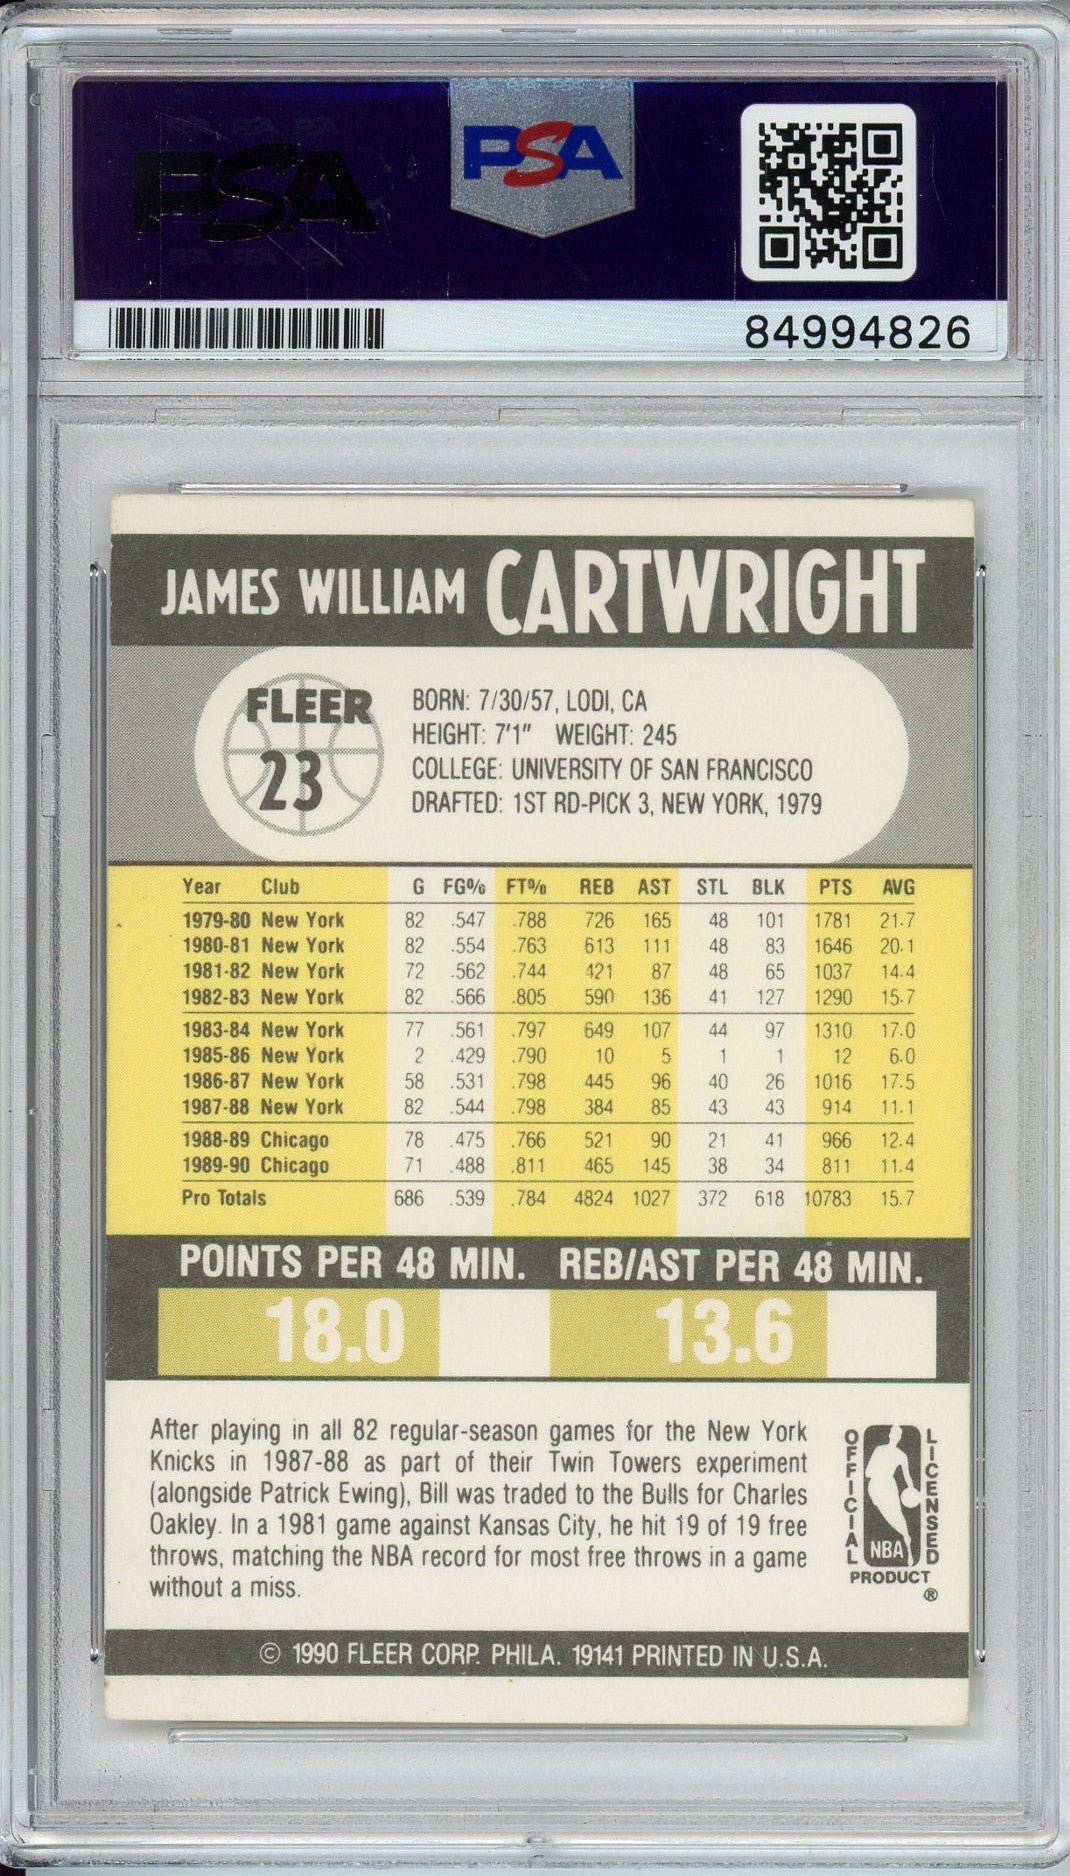 PSA
PSA
84994826
JAMES WILLIAM CARTWRIGHT
FLEER
23
BORN: 7/30/57, LODI, CA
HEIGHT: 7'1" WEIGHT: 245
COLLEGE: UNIVERSITY OF SAN FRANCISCO
DRAFTED: 1ST RD-PICK 3, NEW YORK, 1979
Year Club G FG% FT% REB AST STL BLK PTS AVG
1979-80 New York 82 .547 .788 726 165 48 101 1781 21.7
1980-81 New York 82 .554 .763 613 111 48 83 1646 20.1
1981-82 New York 72 .562 .744 421 87 48 65 1037 14.4
1982-83 New York 82 .566 .805 590 136 41 127 1290 15.7
1983-84 New York 77 .561 .797 649 107 44 97 1310 17.0
1985-86 New York 2 .429 .790 10 5 1 1 12 6.0
1986-87 New York 58 .531 .798 445 96 40 26 1016 17.5
1987-88 New York 82 .544 .798 384 85 43 43 914 11.1
1988-89 Chicago 78 .475 .766 521 90 21 41 966 12.4
1989-90 Chicago 71 .488 .811 465 145 38 34 811 11.4
Pro Totals 686 .539 .784 4824 1027 372 618 10783 15.7
POINTS PER 48 MIN. REB/AST PER 48 MIN.
18.0 13.6
After playing in all 82 regular-season games for the New York
Knicks in 1987-88 as part of their Twin Towers experiment
(alongside Patrick Ewing), Bill was traded to the Bulls for Charles
Oakley. In a 1981 game against Kansas City, he hit 19 of 19 free
throws, matching the NBA record for most free throws in a game
without a miss.
OFFICIAL
LICENSED
NBA
PRODUCT
®
© 1990 FLEER CORP. PHILA. 19141 PRINTED IN U.S.A.